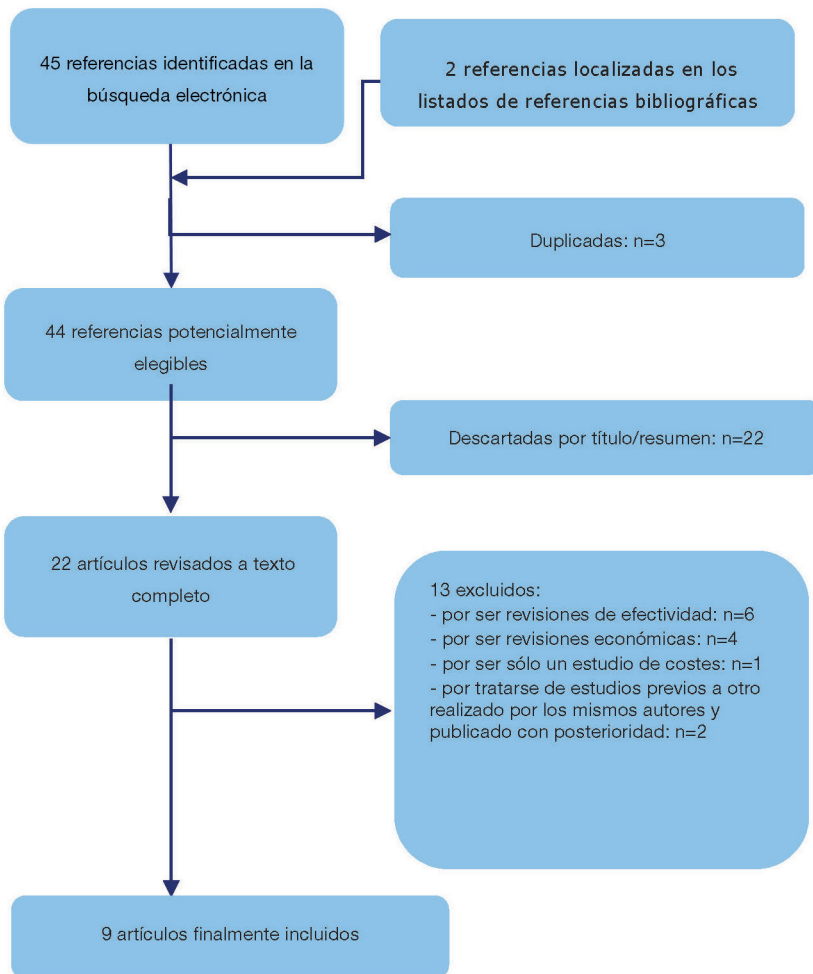 45 referencias identificadas en la
búsqueda electrónica
2 referencias localizadas en los
listados de referencias bibliográficas
Duplicadas: n=3
44 referencias potencialmente
elegibles
Descartadas por título/resumen: n=22
22 artículos revisados a texto
completo
13 excluidos:
- por ser revisiones de efectividad: n=6
- por ser revisiones económicas: n=4
- por ser sólo un estudio de costes: n=1
- por tratarse de estudios previos a otro
realizado por los mismos autores y
publicado con posterioridad: n=2
9 artículos finalmente incluidos